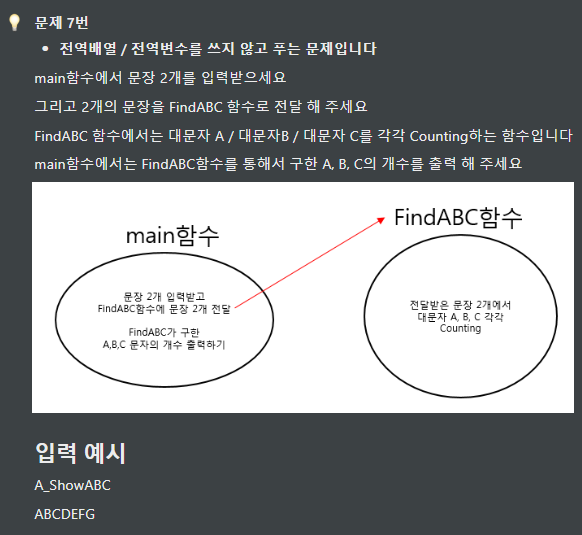 문제 7번
• 전역배열 / 전역변수를 쓰지 않고 푸는 문제입니다
main함수에서 문장 2개를 입력받으세요
그리고 2개의 문장을 FindABC 함수로 전달 해 주세요
FindABC 함수에서는 대문자 A / 대문자B / 대문자 C를 각각 Counting하는 함수입니다
main함수에서는 FindABC함수를 통해서 구한 A, B, C의 개수를 출력 해 주세요
main함수
문장 2개 입력받고
FindABC함수에 문장 2개 전달
FindABC가 구한
A,B,C 문자의 개수 출력하기
FindABC함수
전달받은 문장 2개에서
대문자 A, B, C 각각
Counting
입력 예시
A_ShowABC
ABCDEFG